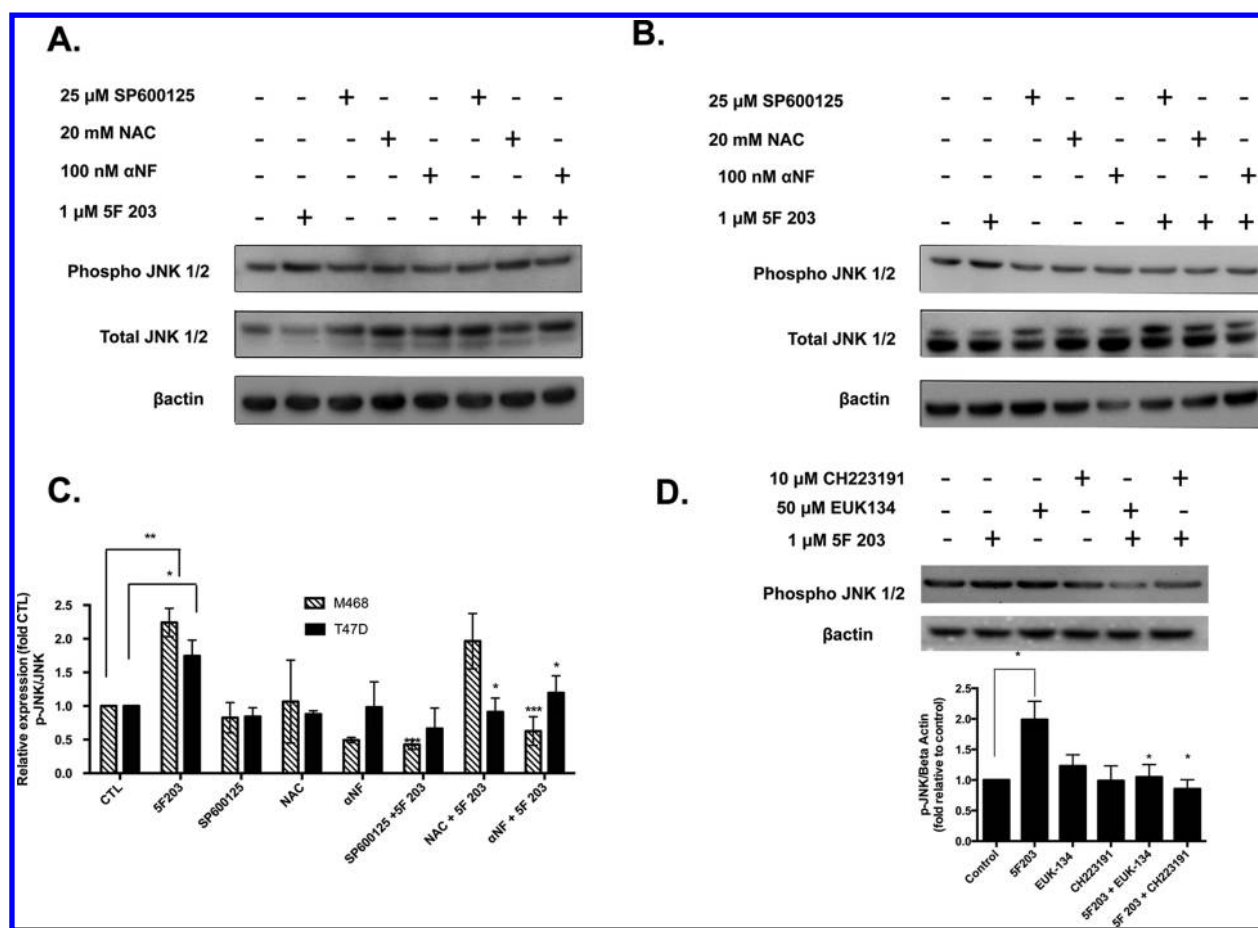 A.
25 µM SP600125 - - + - - + - -
20 mM NAC - - - + - - + -
100 nM αNF - - - - + - - +
1 µM 5F 203 - + - - - + + +
Phospho JNK 1/2
Total JNK 1/2
βactin
B.
25 µM SP600125 - - + - - + - -
20 mM NAC - - - + - - + -
100 nM αNF - - - - + - - +
1 µM 5F 203 - + - - - + + +
Phospho JNK 1/2
Total JNK 1/2
βactin
C.
Relative expression (fold CTL)
p-JNK/JNK
2.5
2.0
1.5
1.0
0.5
0.0
**
*
M468
T47D
***
*
***
*
CTL
5F203
SP600125
NAC
αNF
SP600125 +5F 203
NAC + 5F 203
αNF + 5F 203
D.
10 µM CH223191 - - - + - +
50 µM EUK134 - - + - + -
1 µM 5F 203 - + - - + +
Phospho JNK 1/2
βactin
p-JNK/Beta Actin
(fold relative to control)
2.5
2.0
1.5
1.0
0.5
0.0
*
*
*
Control
5F203
EUK-134
CH223191
5F203 + EUK-134
5F 203 + CH223191